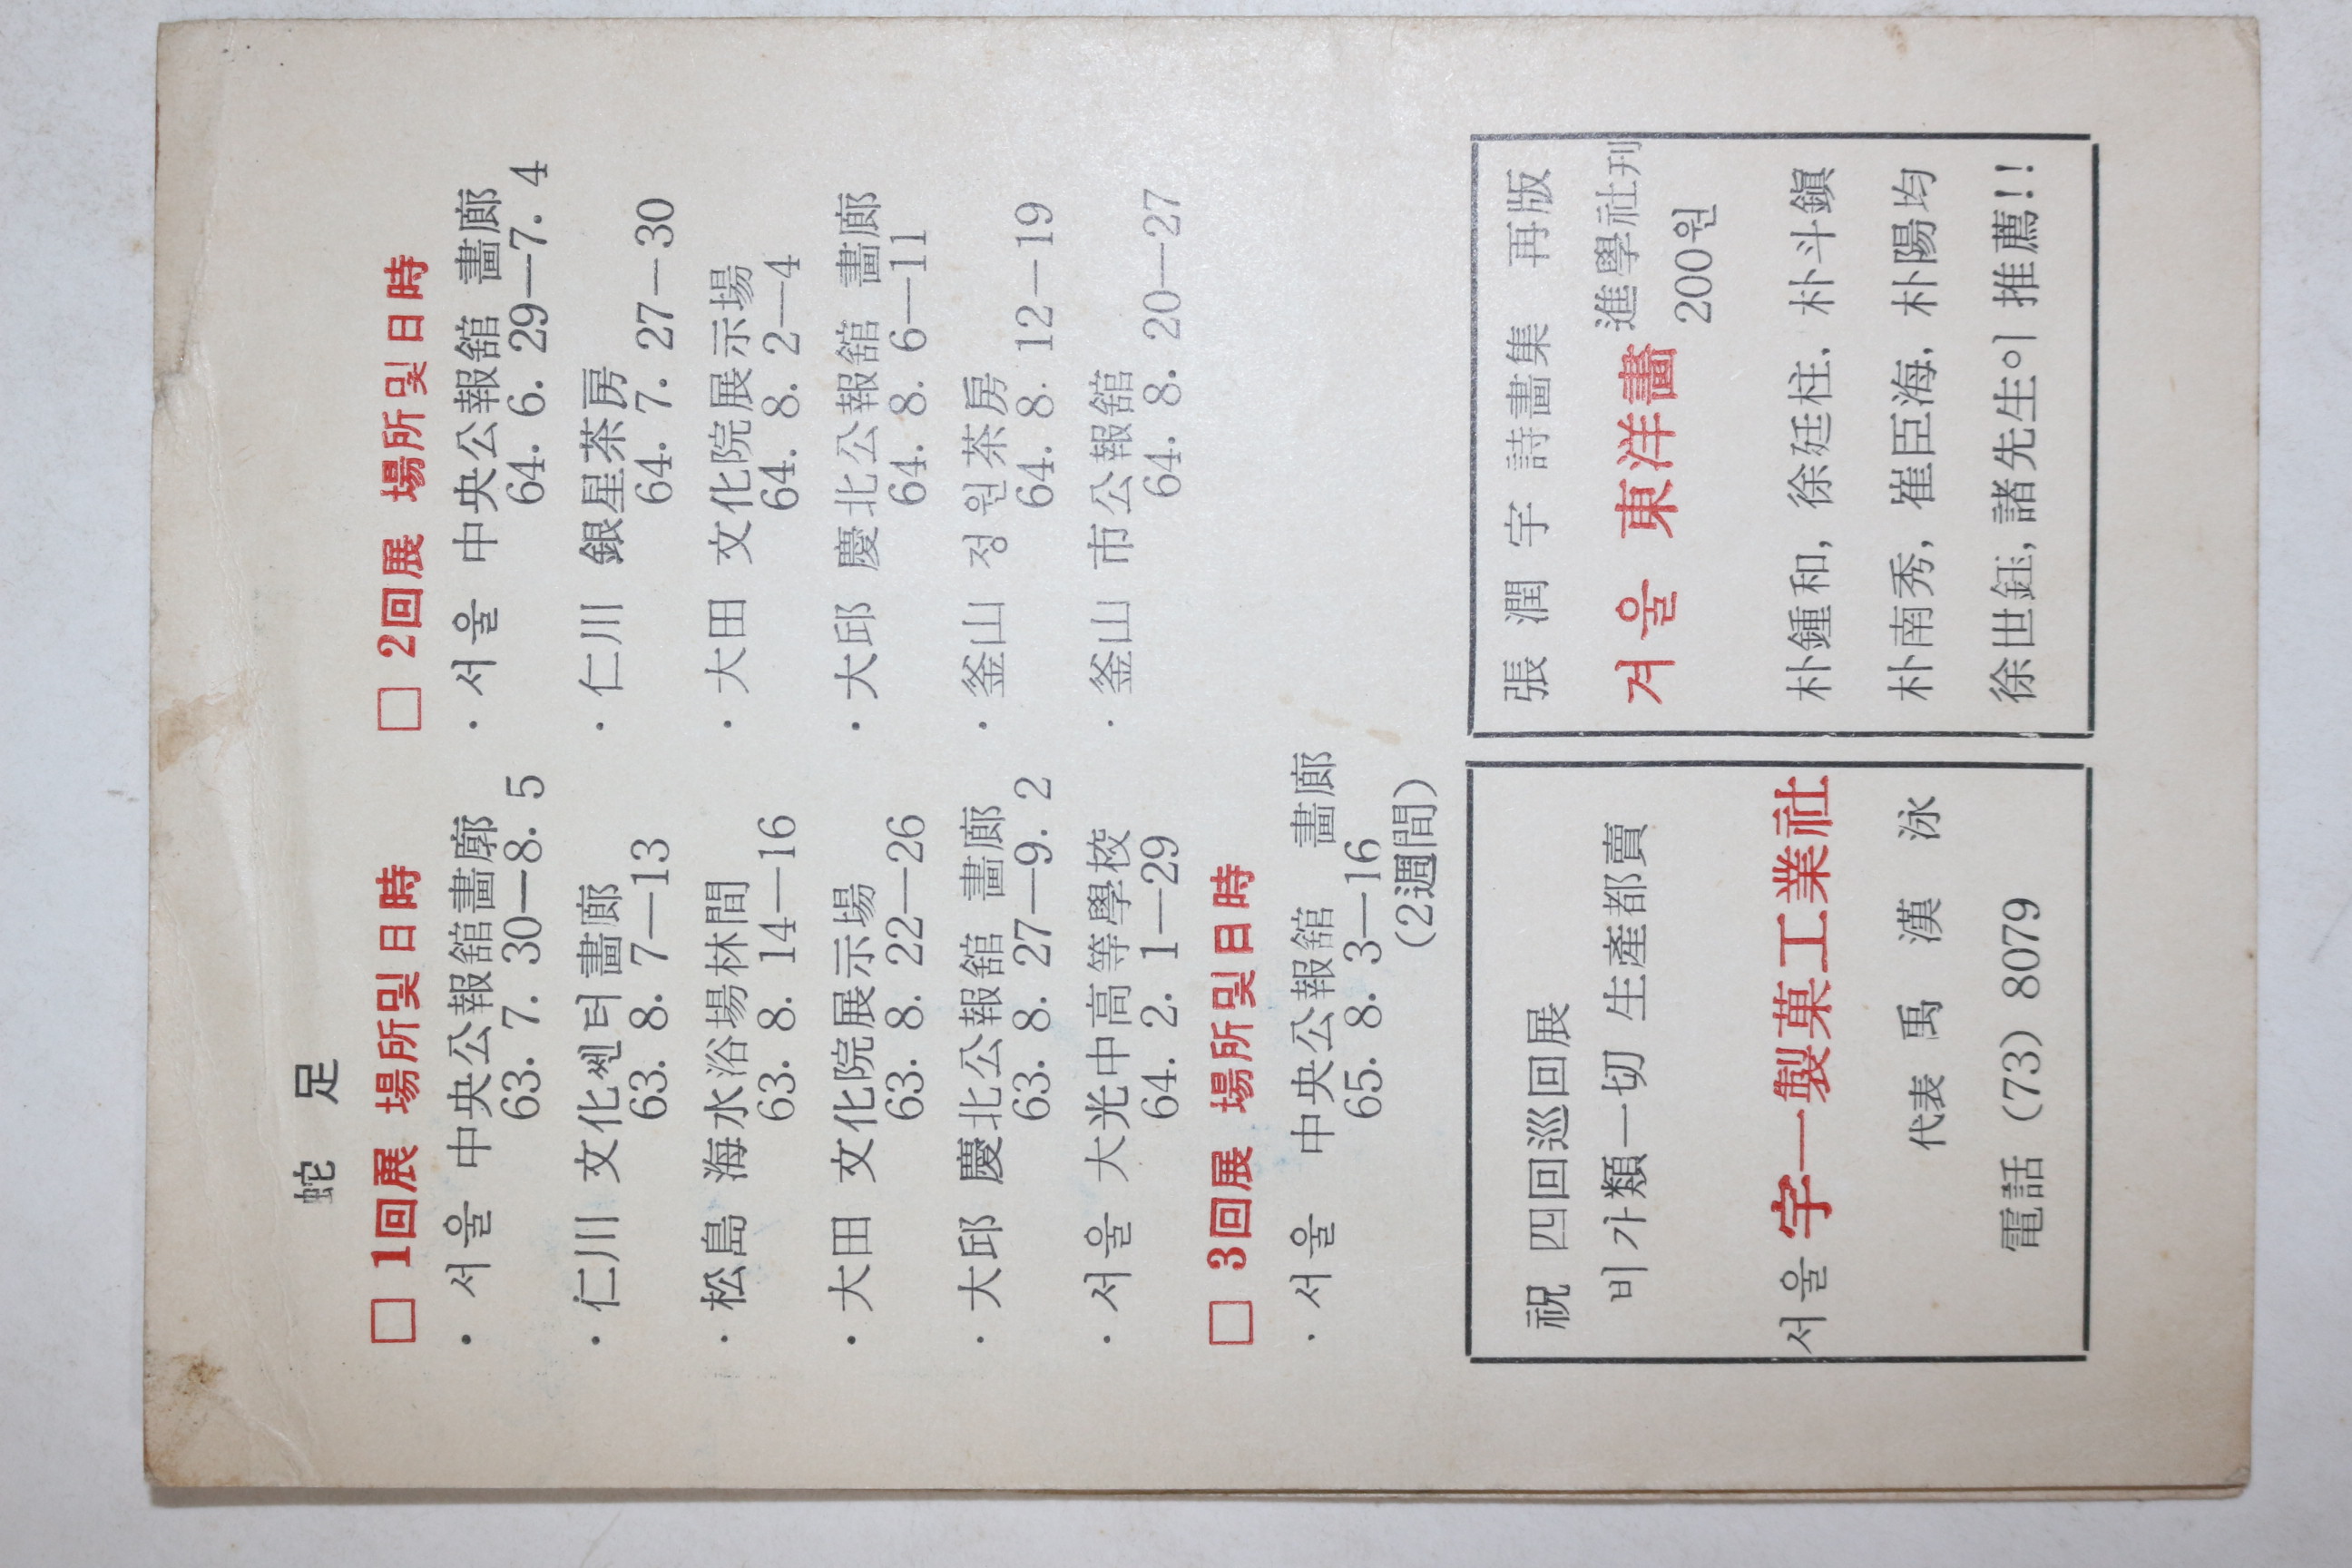 蛇足
□ 1回展 場所및日時
· 서울 中央公報舘畵廓
63. 7. 30—8. 5
· 仁川 文化쎈터畵廊
63. 8. 7—13
· 松島 海水浴場林間
63. 8. 14—16
· 大田 文化院展示場
63. 8. 22—26
· 大邱 慶北公報舘 畵廊
63. 8. 27—9. 2
· 서울 大光中高等學校
64. 2. 1—29
□ 3回展 場所및日時
· 서울 中央公報舘 畵廊
65. 8. 3—16
(2週間)
□ 2回展 場所및日時
· 서울 中央公報舘 畵廊
64. 6. 29—7. 4
· 仁川 銀星茶房
64. 7. 27—30
· 大田 文化院展示場
64. 8. 2—4
· 大邱 慶北公報舘 畵廊
64. 8. 6—11
· 釜山 정원茶房
64. 8. 12—19
· 釜山 市公報舘
64. 8. 20—27
祝 四回巡回展
비가類一切 生產都賣
서울 宇一製菓工業社
代表 禹漢泳
電話 (73) 8079
張潤宇 詩畵集 再版
겨울 東洋畵 進學社刊
200원
朴鍾和, 徐廷柱, 朴斗鎭
朴南秀, 崔臣海, 朴陽均
徐世鈺, 諸先生이 推薦!!